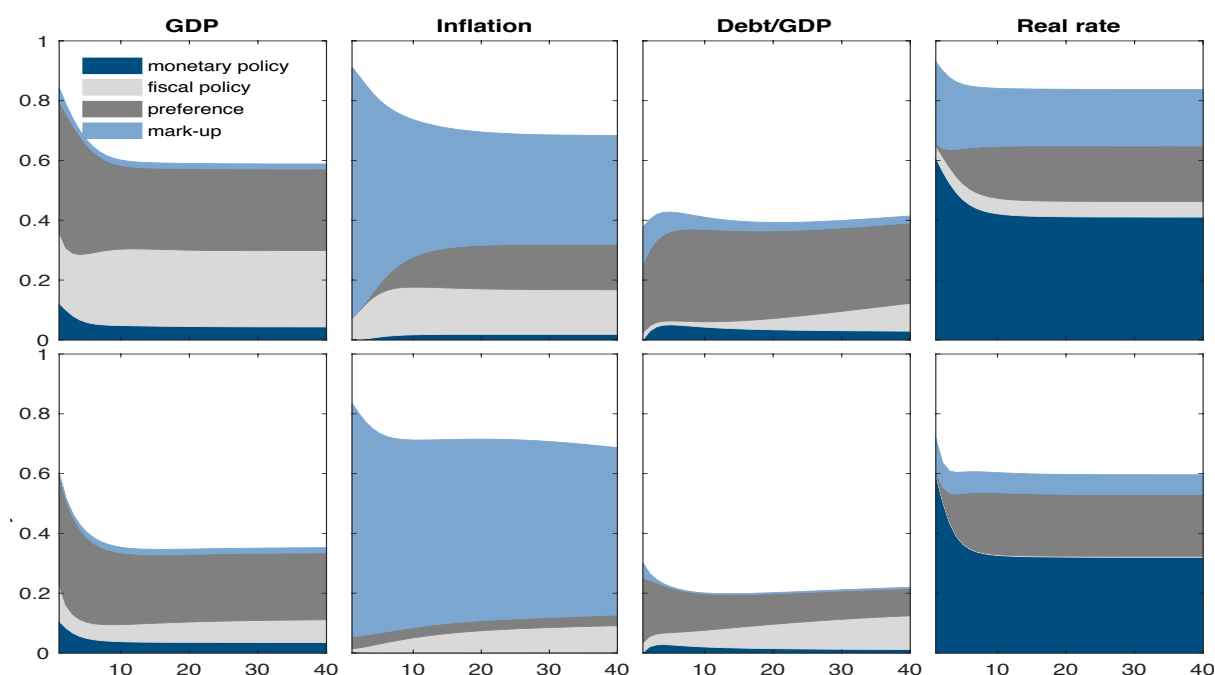 GDP Inflation Debt/GDP Real rate
1
monetary policy
fiscal policy
preference
mark-up
0.8
0.6
0.4
0.2
0
1
0.8
0.6
0.4
0.2
0
10 20 30 40 10 20 30 40 10 20 30 40 10 20 30 40